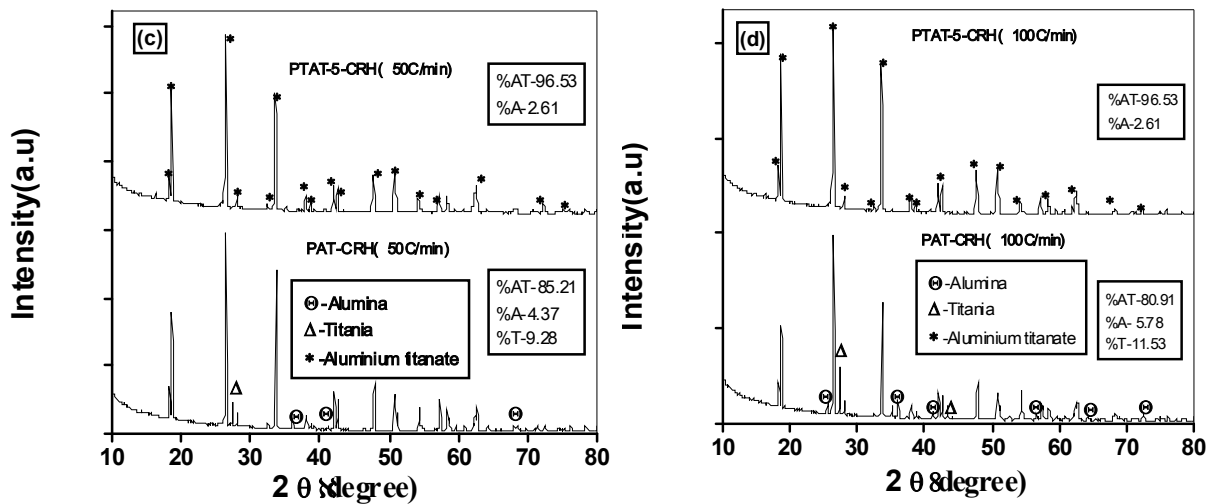 (c)
PTAT-5-CRH( 50C/min)
%AT-96.53
%A-2.61
PAT-CRH( 50C/min)
%AT-85.21
%A-4.37
%T-9.28
-Alumina
Δ-Titania
*-Aluminium titanate
Intensity(a.u)
10 20 30 40 50 60 70 80
(d)
PTAT-5-CRH( 100C/min)
%AT-96.53
%A-2.61
PAT-CRH( 100C/min)
%AT-80.91
%A- 5.78
%T-11.53
-Alumina
Δ-Titania
*-Aluminium titanate
Intensity(a.u)
10 20 30 40 50 60 70 80
2 θ 8degree)